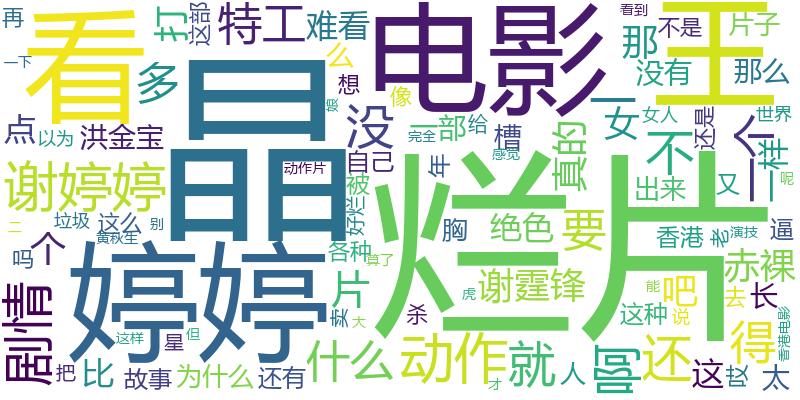 再
一下
看
多
打
这部
特工
难看
么
想
娘
电影
像
看到
不是
片子
那
没有
那么
王
点
以为
洪金宝
晶
没
一部
完全
给
槽
一
女
女人
世界
还是
一个
一样
谢婷婷
动作片
自己
年
感觉
真的
不
出来
又
呢
二
垃圾
这么
别
黄秋生
被
好烂
胸
绝色
要
香港
老
演技
逼
吗
个
婷婷
各种
算了
烂片
谢霆锋
赤裸
剧情
片
卖
大
虎
杀
吧
这种
能
说
去
长
香港电影
这样
星
但
把
比
故事
为什么
还有
什么
动作
才
就
人
啊
还
这
得
赵
太